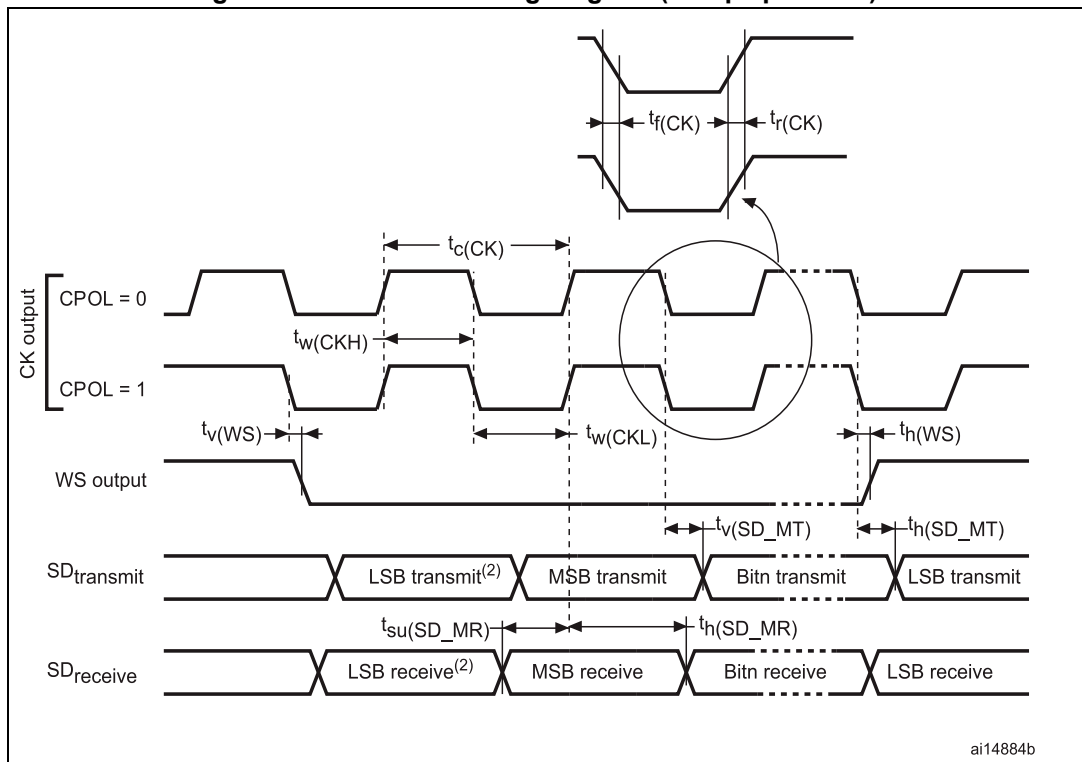 tf(CK)
tr(CK)
tc(CK)
CK output
CPOL = 0
tw(CKH)
CPOL = 1
tv(WS)
tw(CKL)
th(WS)
WS output
tv(SD_MT)
th(SD_MT)
SDtransmit
LSB transmit(2)
MSB transmit
Bitn transmit
LSB transmit
tsu(SD_MR)
th(SD_MR)
SDreceive
LSB receive(2)
MSB receive
Bitn receive
LSB receive
ai14884b